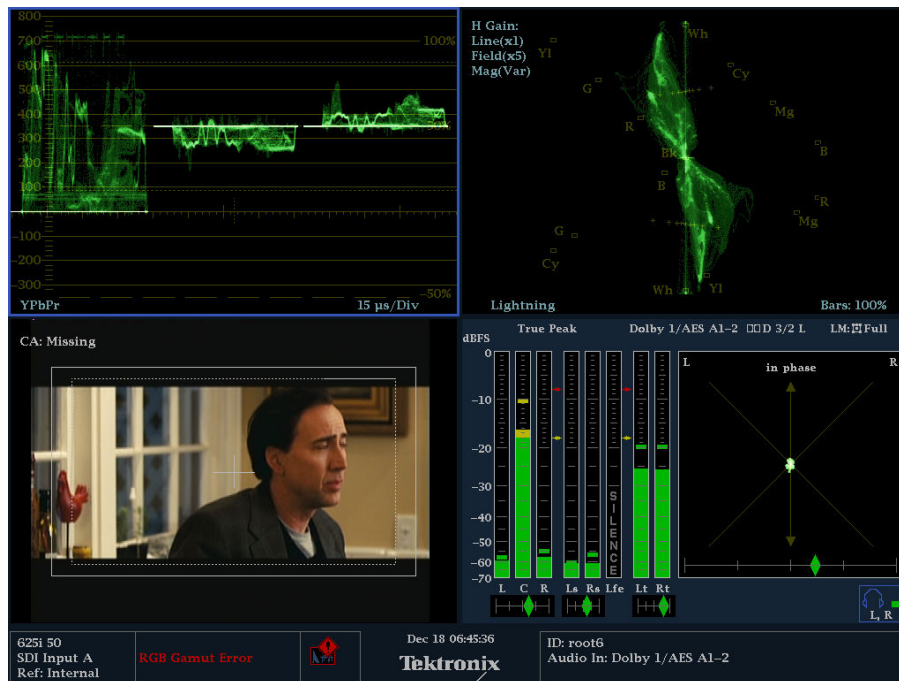 800
700
600
500
400
300
200
100
0
-100
-200
-300
100%
50%
-50%
YPbPr
15 µs/Div
H Gain:
Line(x1)
Field(x5)
Mag(Var)
Yl
G
R
Wh
Cy
Mg
B
Bk
B
R
Mg
G
Cy
Wh
Yl
Lightning
Bars: 100%
CA: Missing
True Peak
Dolby 1/AES A1-2
D 3/2 L
LM: Full
dBFS
0
-10
-20
-30
-40
-50
-60
-70
SILENCE
L C R Ls Rs Lfe Lt Rt
L
R
in phase
L, R
625i 50
SDI Input A
Ref: Internal
RGB Gamut Error
Dec 18 06:45:36
Tektronix
ID: root6
Audio In: Dolby 1/AES A1-2